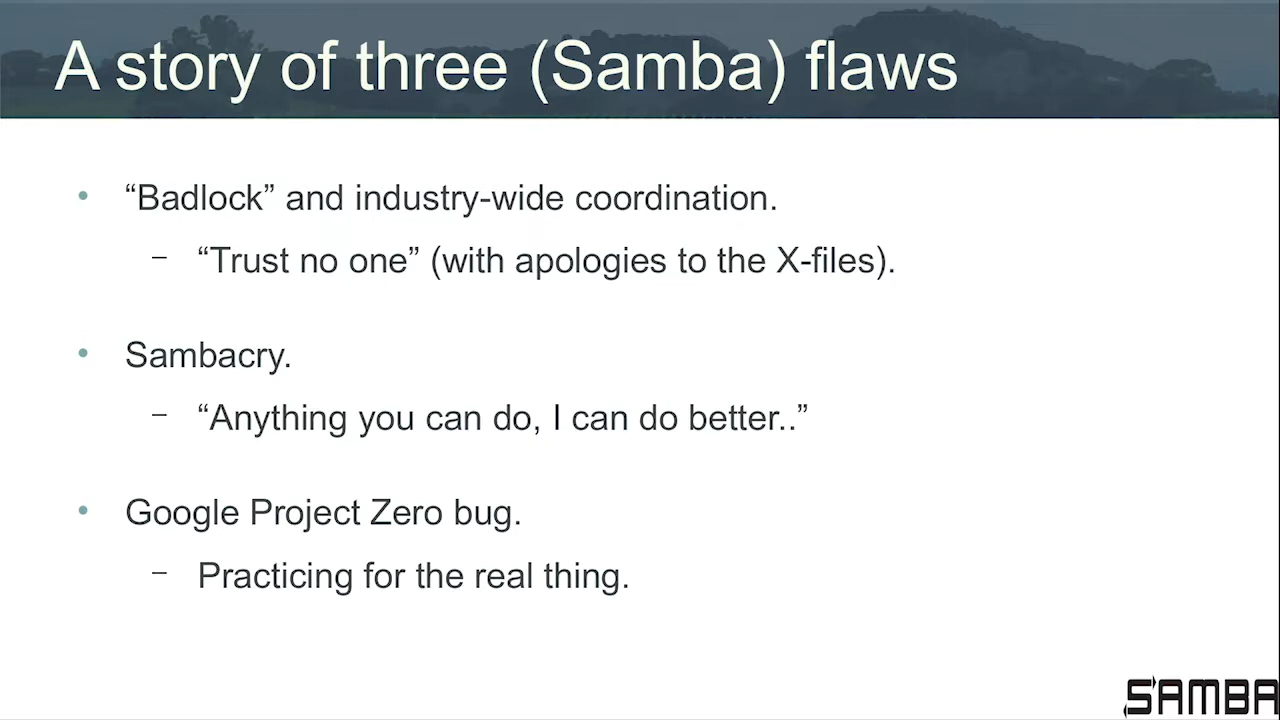 A story of three (Samba) flaws
• “Badlock” and industry-wide coordination.
– “Trust no one” (with apologies to the X-files).
• Sambacry.
– “Anything you can do, I can do better..”
• Google Project Zero bug.
– Practicing for the real thing.
SAMBA